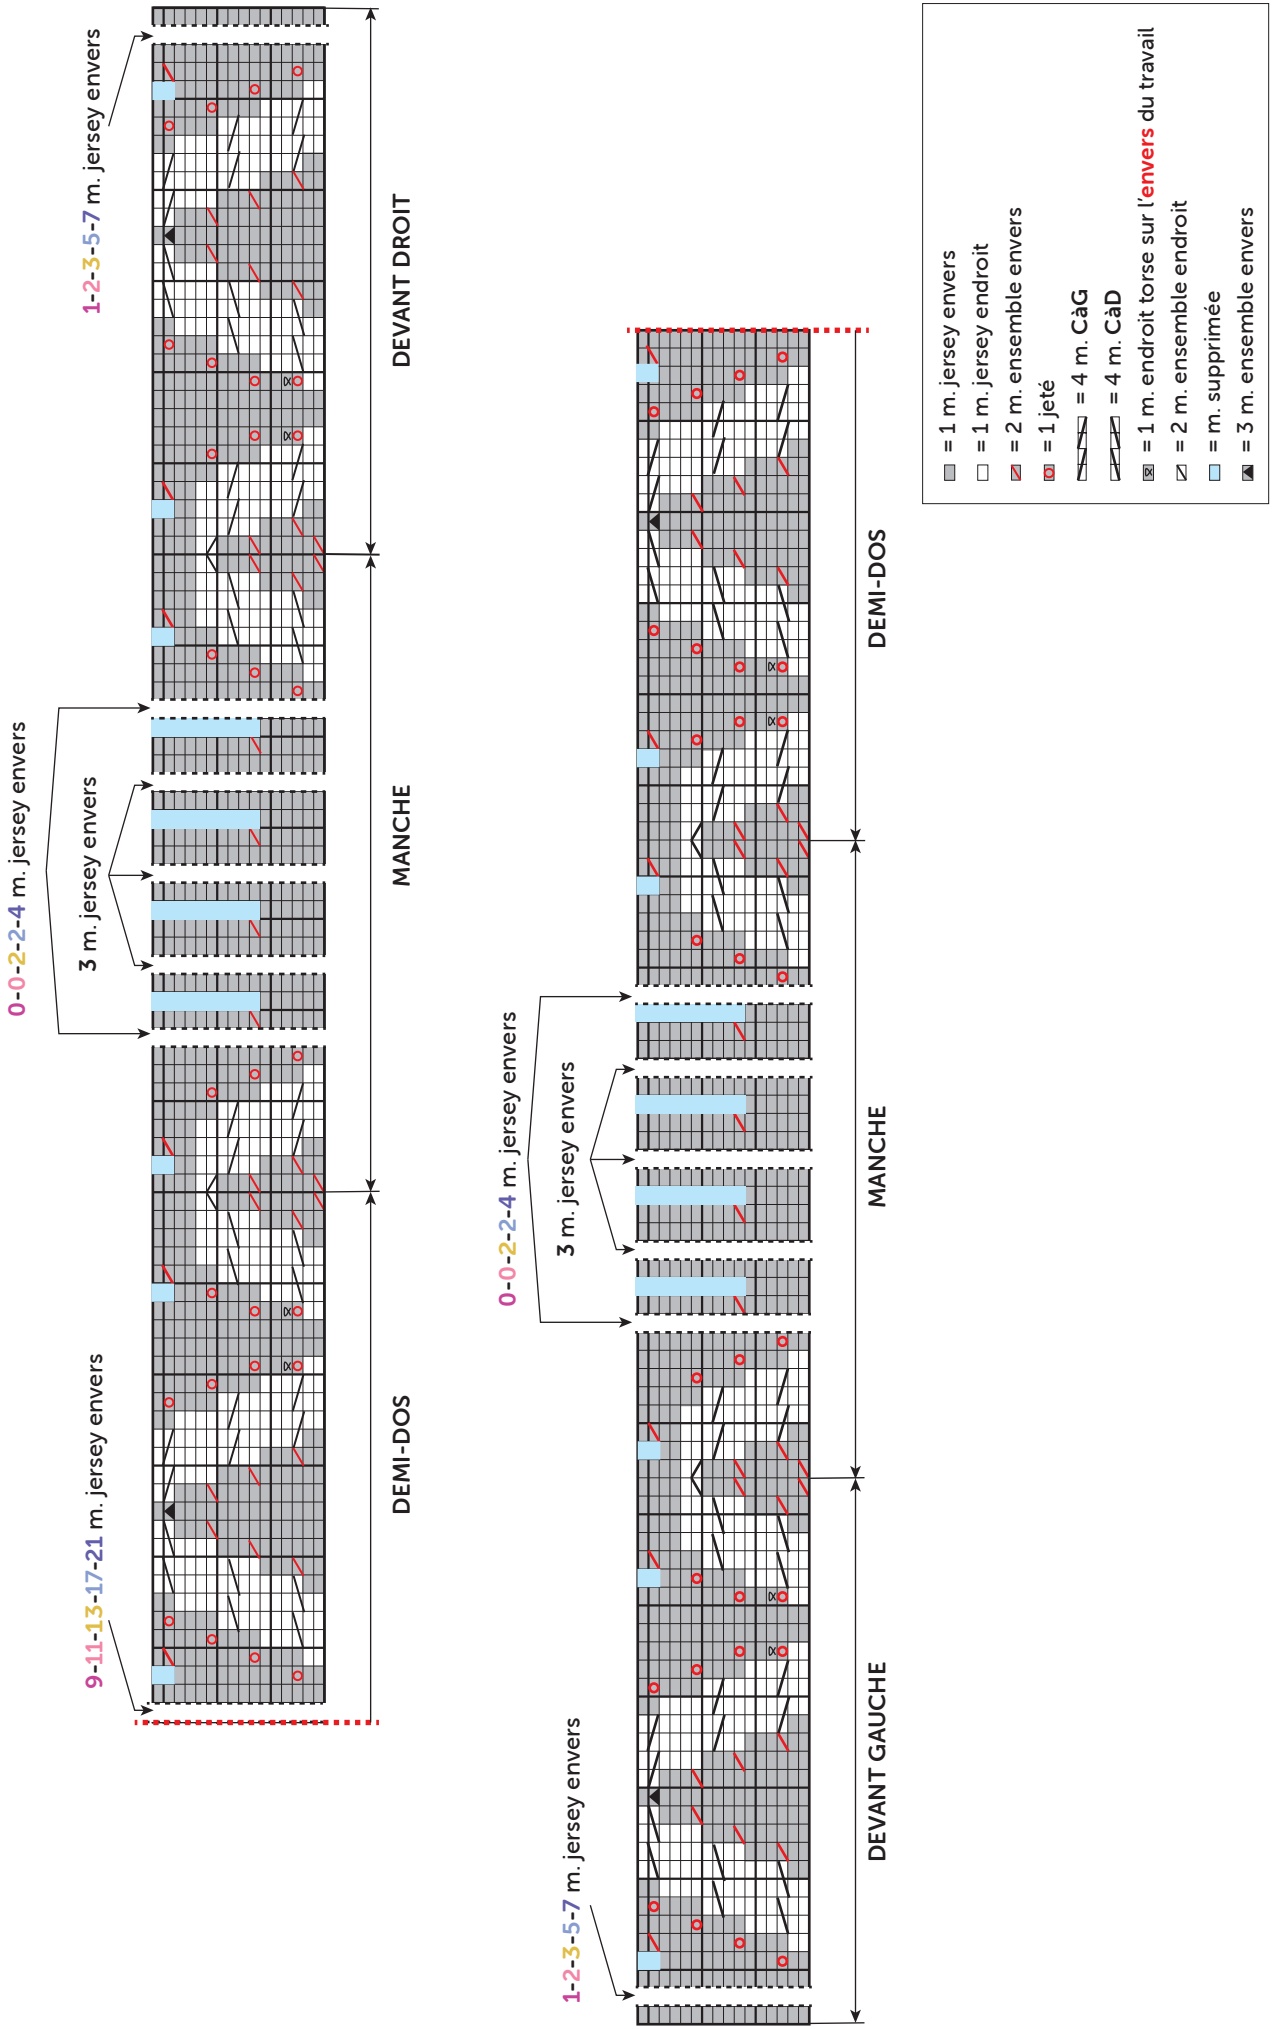 1-2-3-5-7 m. jersey envers
DEVANT DROIT
0-0-2-2-4 m. jersey envers
3 m. jersey envers
MANCHE
9-11-13-17-21 m. jersey envers
DEMI-DOS
DEMI-DOS
0-0-2-2-4 m. jersey envers
3 m. jersey envers
MANCHE
1-2-3-5-7 m. jersey envers
DEVANT GAUCHE
= 1 m. jersey envers
= 1 m. jersey endroit
= 2 m. ensemble envers
= 1 jeté
= 4 m. CàG
= 4 m. CàD
= 1 m. endroit torse sur l'envers du travail
= 2 m. ensemble endroit
= m. supprimée
= 3 m. ensemble envers